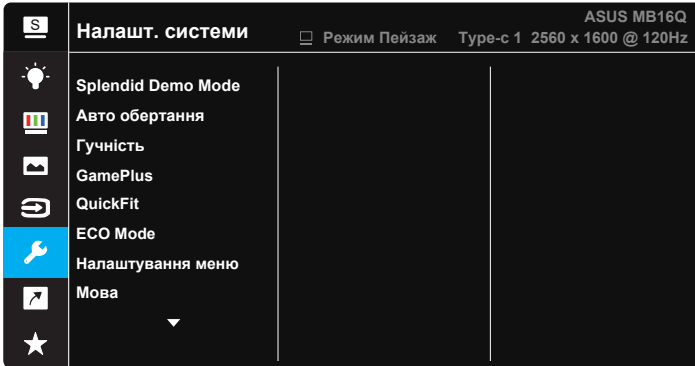 S
Налашт. системи
ASUS MB16Q
Режим Пейзаж Type-c 1 2560 x 1600 @ 120Hz
Splendid Demo Mode
Авто обертання
Гучність
GamePlus
QuickFit
ECO Mode
Налаштування меню
Мова